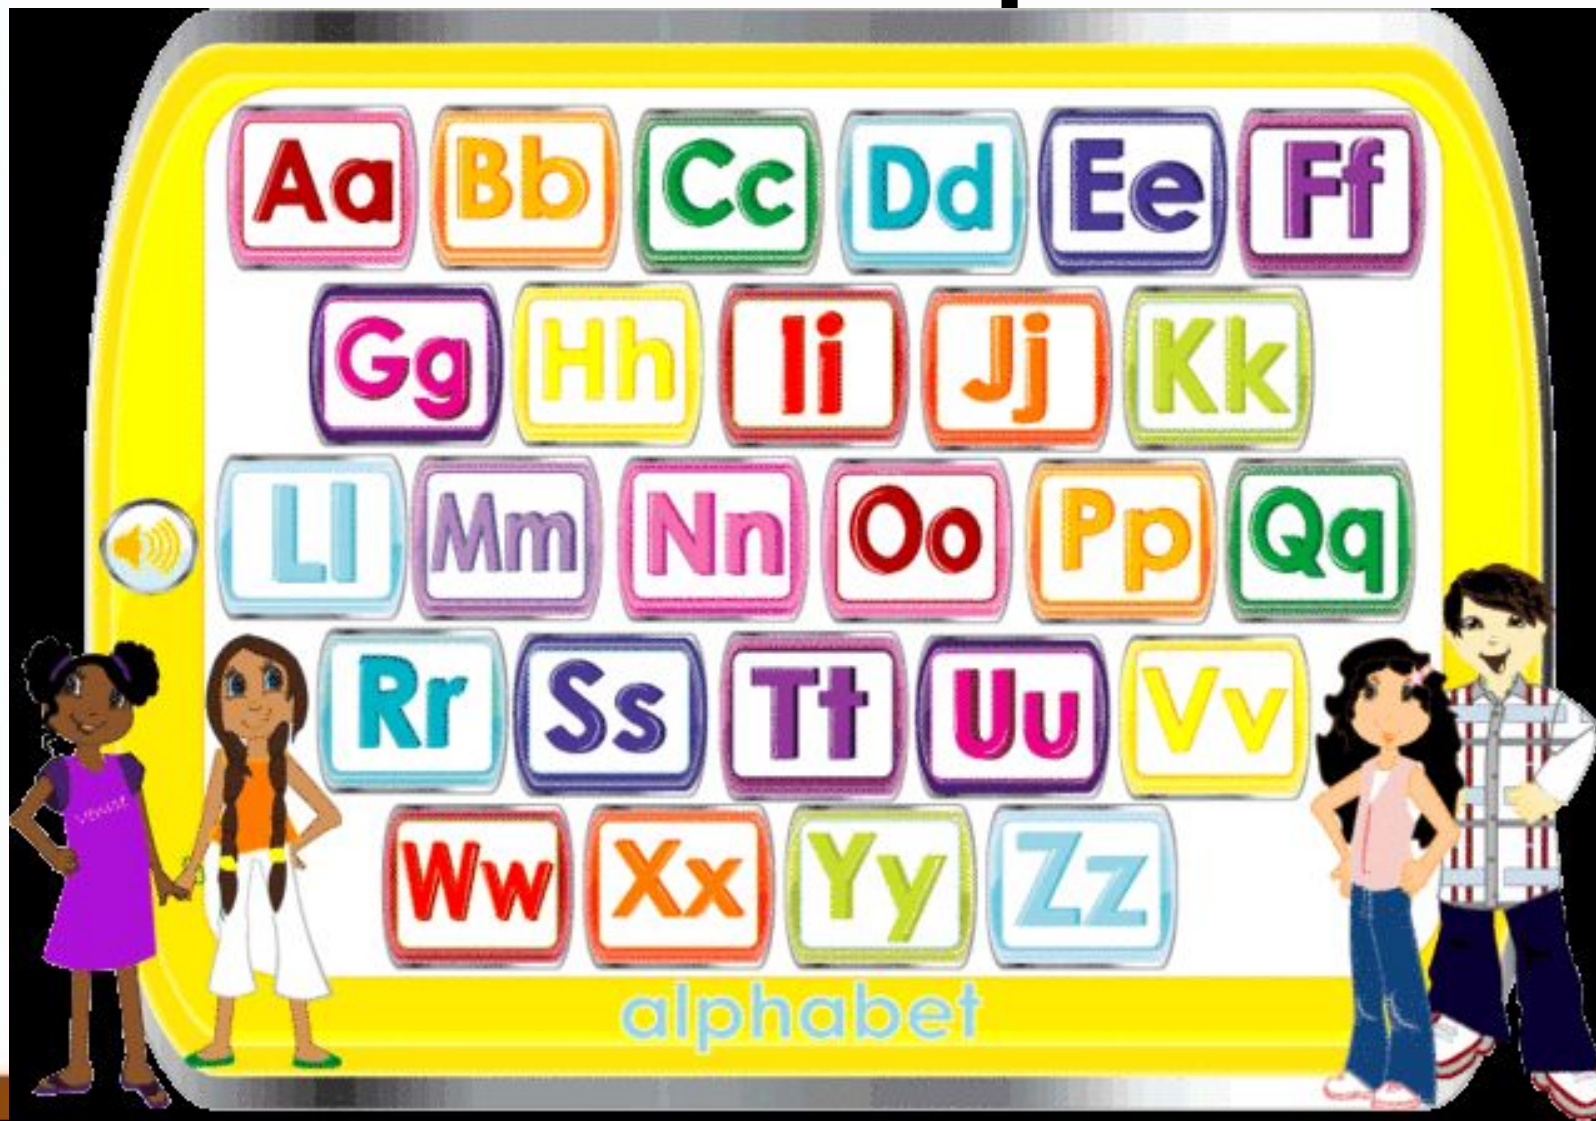 Aa Bb Cc Dd Ee Ff
Gg Hh Ii Jj Kk
Ll Mm Nn Oo Pp Qq
Rr Ss Tt Uu Vv
Ww Xx Yy Zz
alphabet